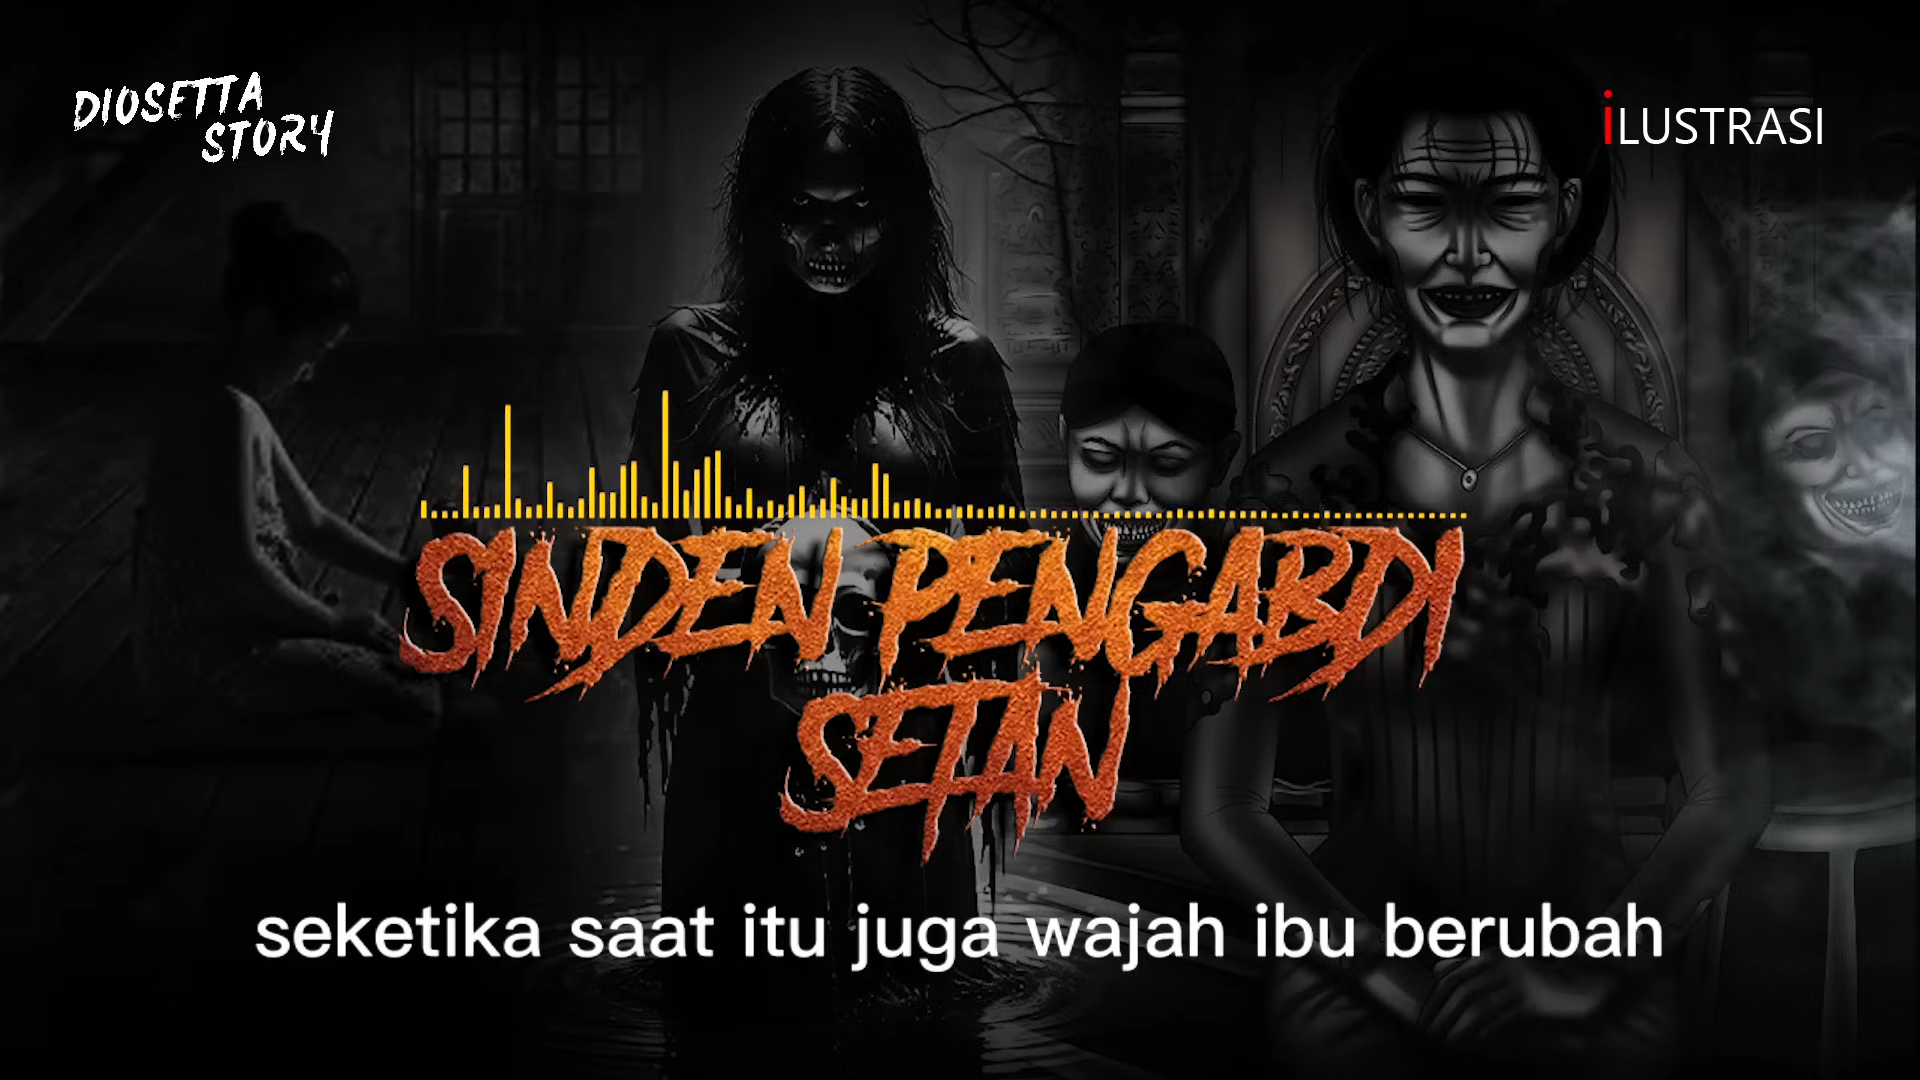 DIOSETTA
STORY
iLUSTRASI
SINDEN PENGABDI
SETAN
seketika saat itu juga wajah ibu berubah